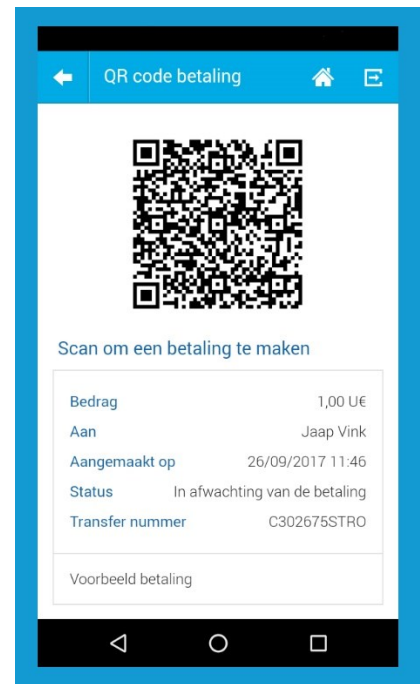 QR code betaling
Scan om een betaling te maken
Bedrag 1,00 U€
Aan Jaap Vink
Aangemaakt op 26/09/2017 11:46
Status In afwachting van de betaling
Transfer nummer C302675STRO
Voorbeeld betaling